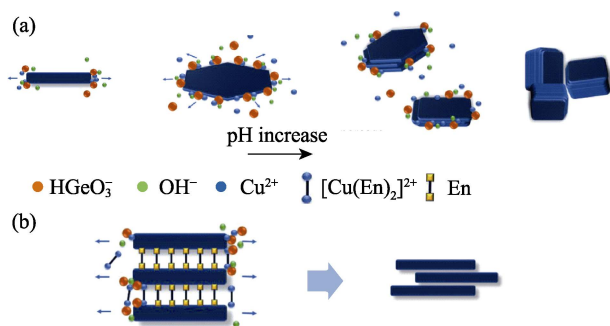 (a)
pH increase
HGeO₃⁻ OH⁻ Cu²⁺ [Cu(En)₂]²⁺ En
(b)